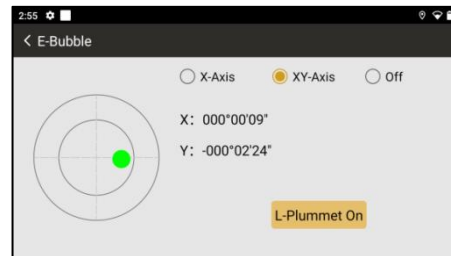 2:55
< E-Bubble
X-Axis XY-Axis Off
X: 000°00'09"
Y: -000°02'24"
L-Plummet On